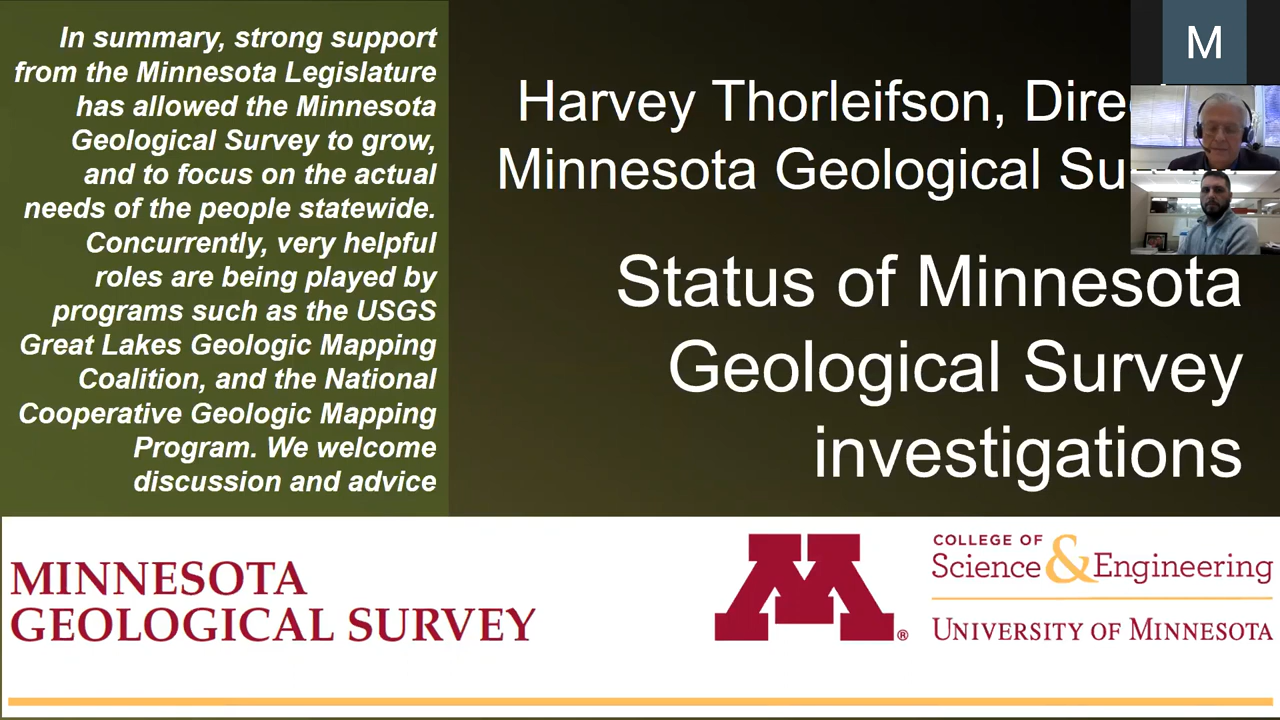 In summary, strong support
from the Minnesota Legislature
has allowed the Minnesota
Geological Survey to grow,
and to focus on the actual
needs of the people statewide.
Concurrently, very helpful
roles are being played by
programs such as the USGS
Great Lakes Geologic Mapping
Coalition, and the National
Cooperative Geologic Mapping
Program. We welcome
discussion and advice
Harvey Thorleifson, Dire
Minnesota Geological Su
Status of Minnesota
Geological Survey
investigations
M
MINNESOTA
GEOLOGICAL SURVEY
M®
COLLEGE OF
Science & Engineering
UNIVERSITY OF MINNESOTA